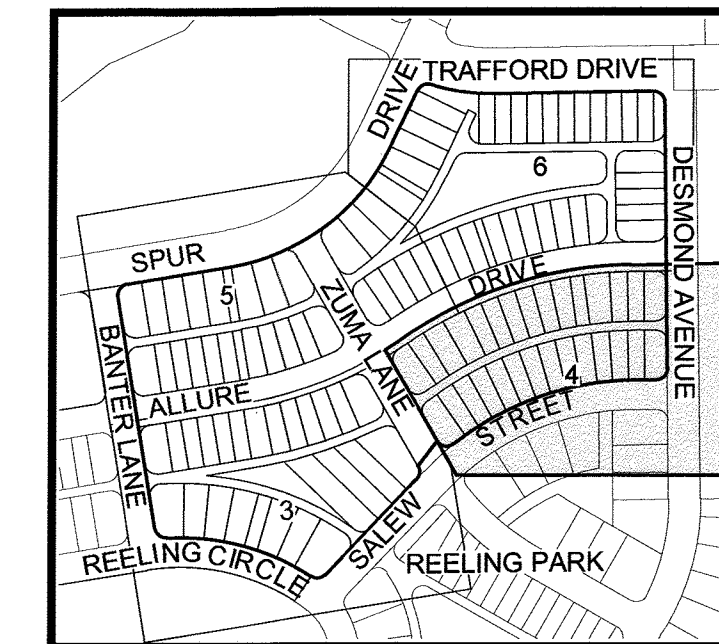 TRAFFORD DRIVE
DRIVE
6
DESMOND AVENUE
SPUR
DRIVE
5
ZUMA LANE
BANTER LANE
ALLURE
4
STREET
3
SALEW
REELING CIRCLE
REELING PARK